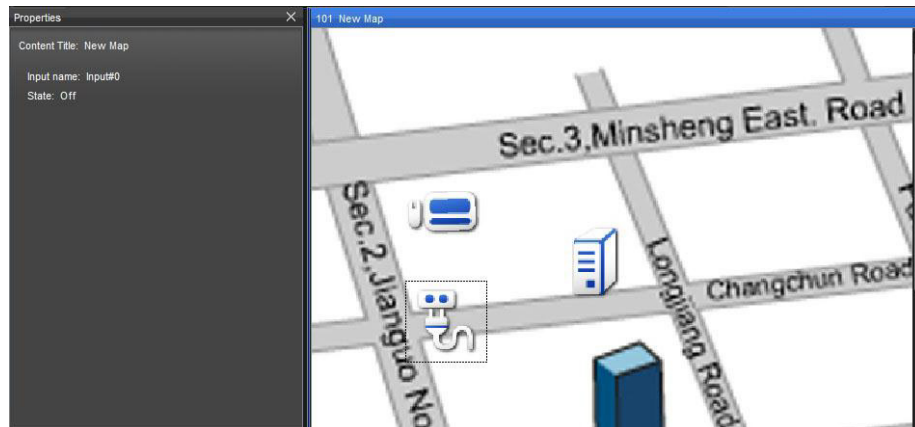 Properties
Content Title: New Map
Input name: Input#0
State: Off
101 New Map
Sec.3,Minsheng East. Road
Sec.2,Jianguo No
Longjiang Road
Changchun Road